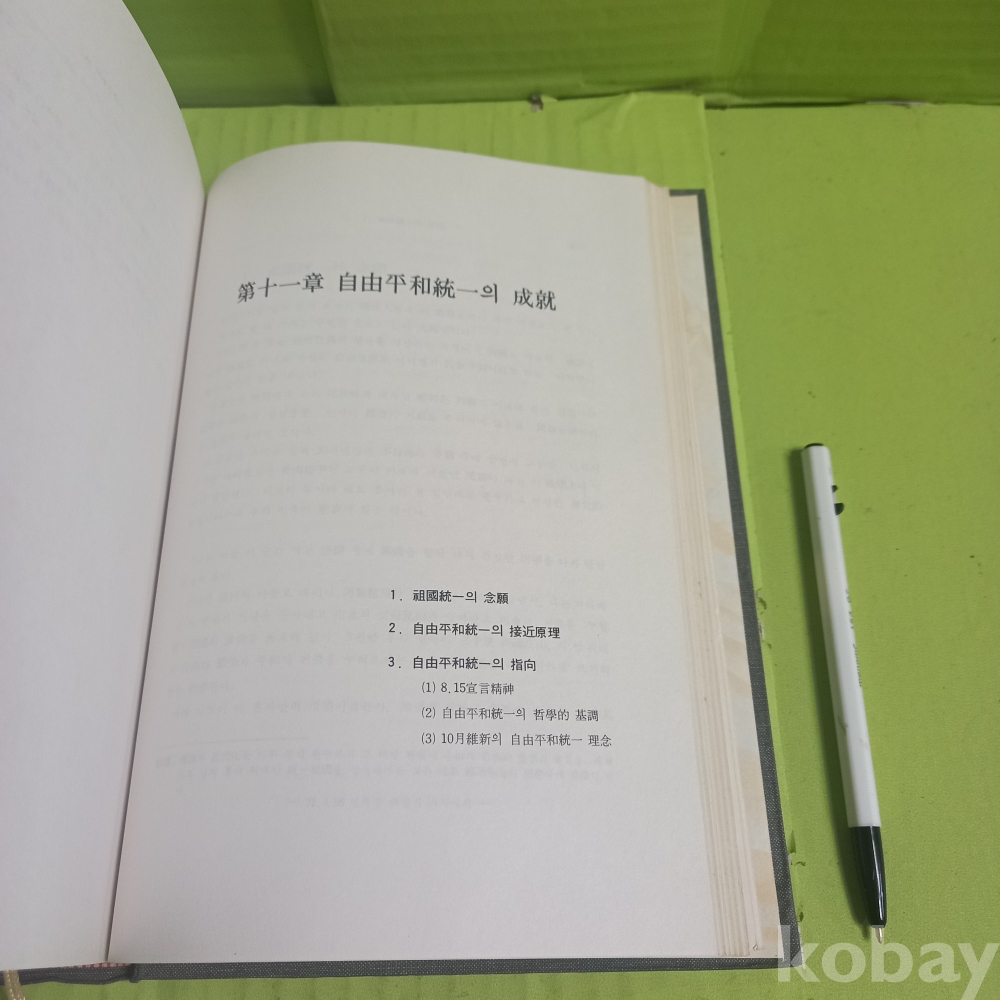 第十一章 自由平和統一의 成就
1. 祖國統一의 念願
2. 自由平和統一의 接近原理
3. 自由平和統一의 指向
(1) 8.15宣言精神
(2) 自由平和統一의 哲學的 基調
(3) 10月維新의 自由平和統一 理念
kobay